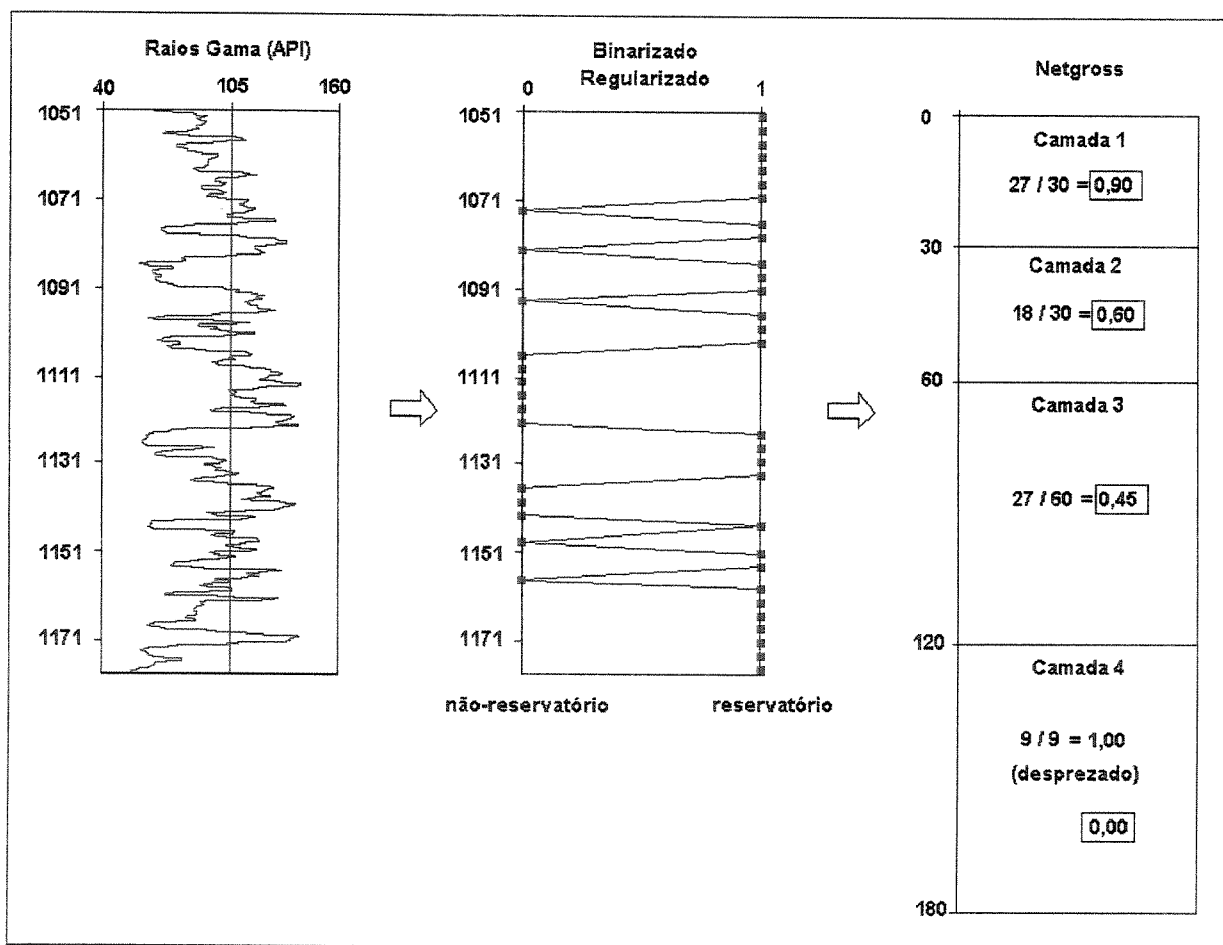 Raios Gama (API)
40 105 160
1051
1071
1091
1111
1131
1151
1171
Binarizado
Regularizado
0 1
1051
1071
1091
1111
1131
1151
1171
não-reservatório reservatório
Netgross
0
Camada 1
27 / 30 = 0,90
30
Camada 2
18 / 30 = 0,60
60
Camada 3
27 / 60 = 0,45
120
Camada 4
9 / 9 = 1,00
(desprezado)
0,00
180